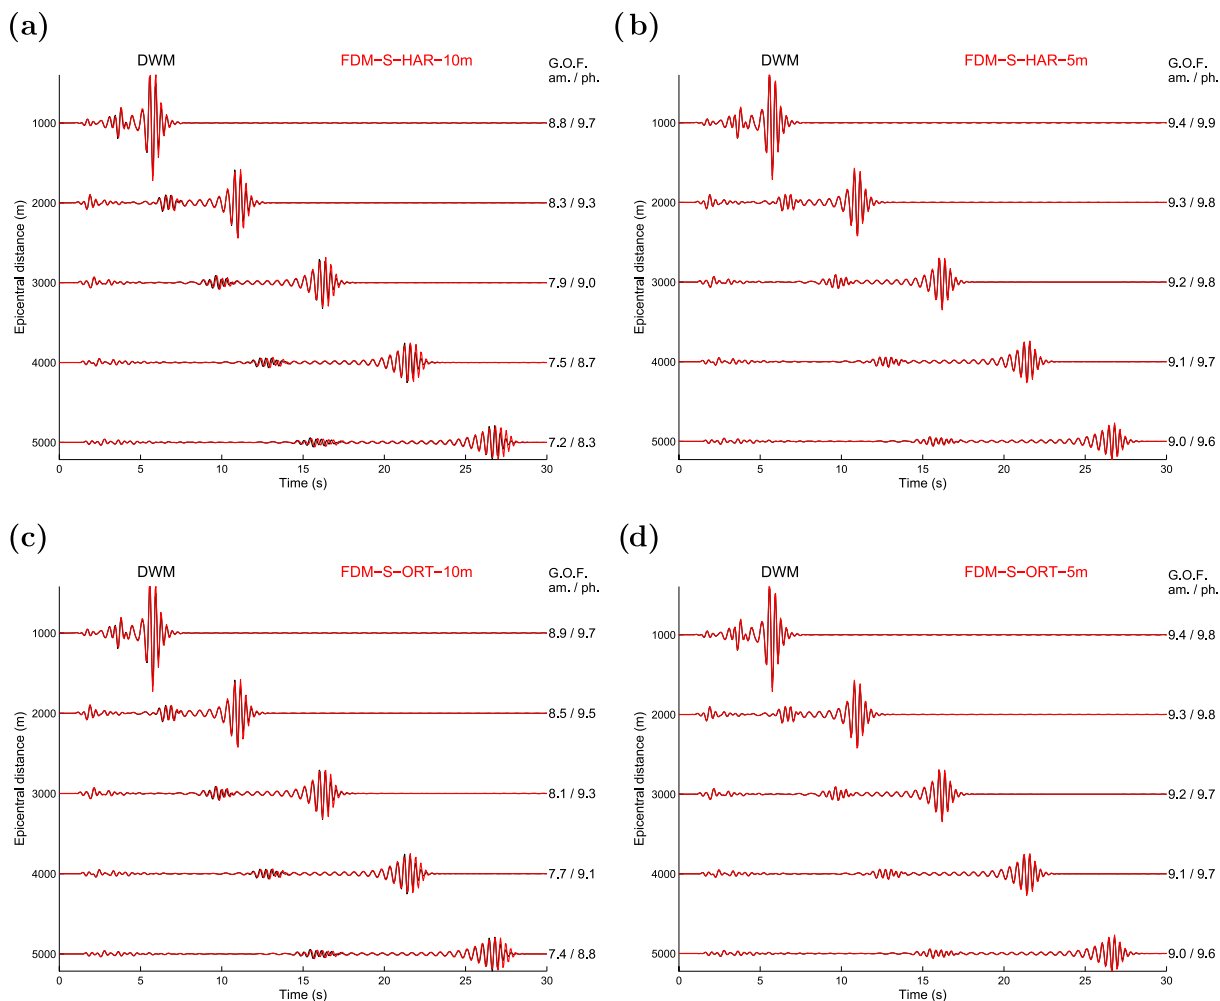 (a)
DWM
FDM-S-HAR-10m
G.O.F.
am. / ph.
Epicentral distance (m)
1000
8.8 / 9.7
2000
8.3 / 9.3
3000
7.9 / 9.0
4000
7.5 / 8.7
5000
7.2 / 8.3
0 5 10 15 20 25 30
Time (s)
(b)
DWM
FDM-S-HAR-5m
G.O.F.
am. / ph.
Epicentral distance (m)
1000
9.4 / 9.9
2000
9.3 / 9.8
3000
9.2 / 9.8
4000
9.1 / 9.7
5000
9.0 / 9.6
0 5 10 15 20 25 30
Time (s)
(c)
DWM
FDM-S-ORT-10m
G.O.F.
am. / ph.
Epicentral distance (m)
1000
8.9 / 9.7
2000
8.5 / 9.5
3000
8.1 / 9.3
4000
7.7 / 9.1
5000
7.4 / 8.8
0 5 10 15 20 25 30
Time (s)
(d)
DWM
FDM-S-ORT-5m
G.O.F.
am. / ph.
Epicentral distance (m)
1000
9.4 / 9.8
2000
9.3 / 9.8
3000
9.2 / 9.7
4000
9.1 / 9.7
5000
9.0 / 9.6
0 5 10 15 20 25 30
Time (s)